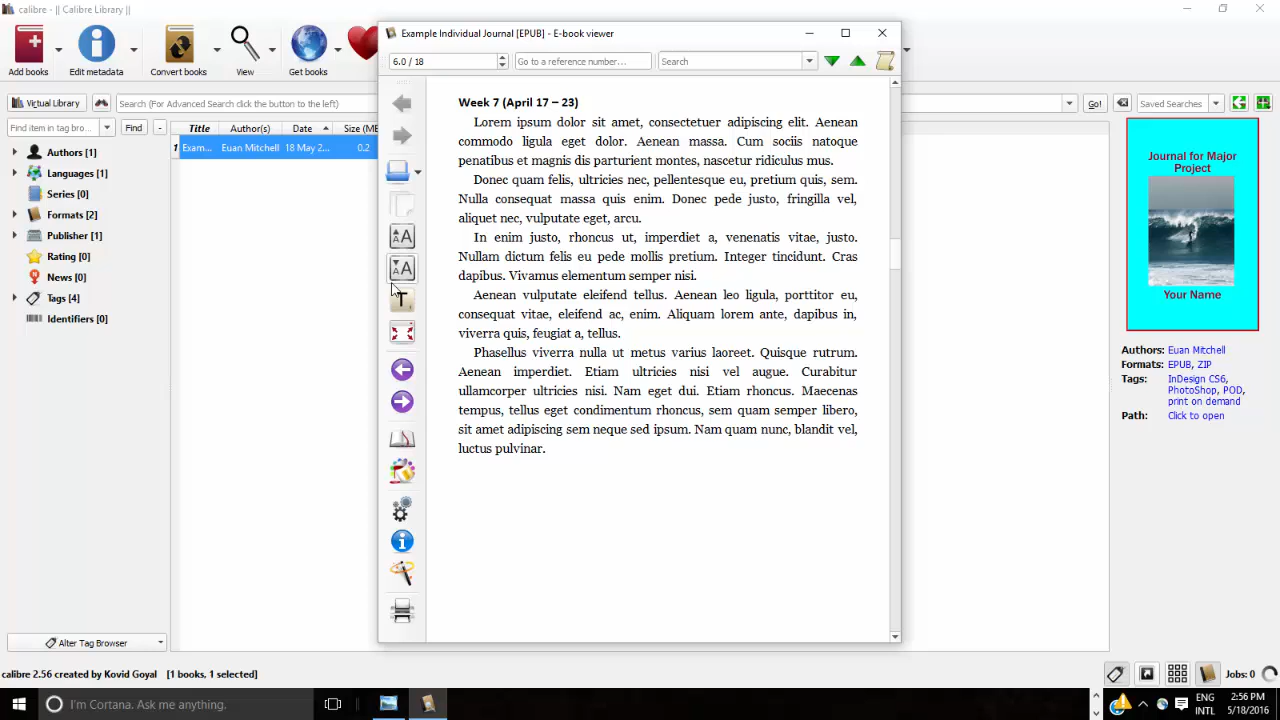 calibre - || Calibre Library ||
Add books
Edit metadata
Convert books
View
Get books
Virtual Library
Search (For Advanced Search click the button to the left)
Go!
Saved Searches
Find item in tag bro...
Find
-
Title
Author(s)
Date
Size (ME
1
Exam...
Euan Mitchell
18 May 2...
0.2
Authors [1]
Languages [1]
Series [0]
Formats [2]
Publisher [1]
Rating [0]
News [0]
Tags [4]
Identifiers [0]
Alter Tag Browser
Example Individual Journal [EPUB] - E-book viewer
6.0 / 18
Go to a reference number...
Search
Week 7 (April 17 – 23)
Lorem ipsum dolor sit amet, consectetuer adipiscing elit. Aenean
commodo ligula eget dolor. Aenean massa. Cum sociis natoque
penatibus et magnis dis parturient montes, nascetur ridiculus mus.
Donec quam felis, ultricies nec, pellentesque eu, pretium quis, sem.
Nulla consequat massa quis enim. Donec pede justo, fringilla vel,
aliquet nec, vulputate eget, arcu.
In enim justo, rhoncus ut, imperdiet a, venenatis vitae, justo.
Nullam dictum felis eu pede mollis pretium. Integer tincidunt. Cras
dapibus. Vivamus elementum semper nisi.
Aenean vulputate eleifend tellus. Aenean leo ligula, porttitor eu,
consequat vitae, eleifend ac, enim. Aliquam lorem ante, dapibus in,
viverra quis, feugiat a, tellus.
Phasellus viverra nulla ut metus varius laoreet. Quisque rutrum.
Aenean imperdiet. Etiam ultricies nisi vel augue. Curabitur
ullamcorper ultricies nisi. Nam eget dui. Etiam rhoncus. Maecenas
tempus, tellus eget condimentum rhoncus, sem quam semper libero,
sit amet adipiscing sem neque sed ipsum. Nam quam nunc, blandit vel,
luctus pulvinar.
Journal for Major
Project
Your Name
Authors: Euan Mitchell
Formats: EPUB, ZIP
Tags: InDesign CS6,
PhotoShop, POD,
print on demand
Path: Click to open
calibre 2.56 created by Kovid Goyal [1 books, 1 selected]
Jobs: 0
I'm Cortana. Ask me anything.
ENG
INTL
2:56 PM
5/18/2016